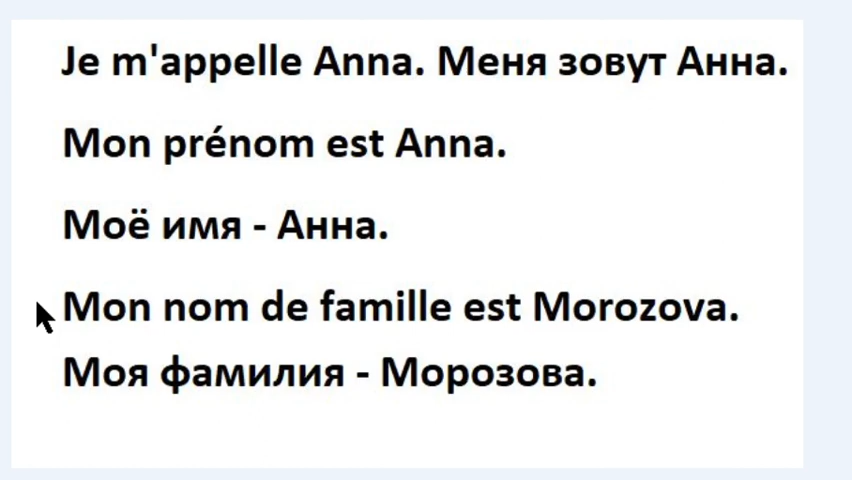 Je m'appelle Anna. Меня зовут Анна.
Mon prénom est Anna.
Моё имя - Анна.
Mon nom de famille est Morozova.
Моя фамилия - Морозова.